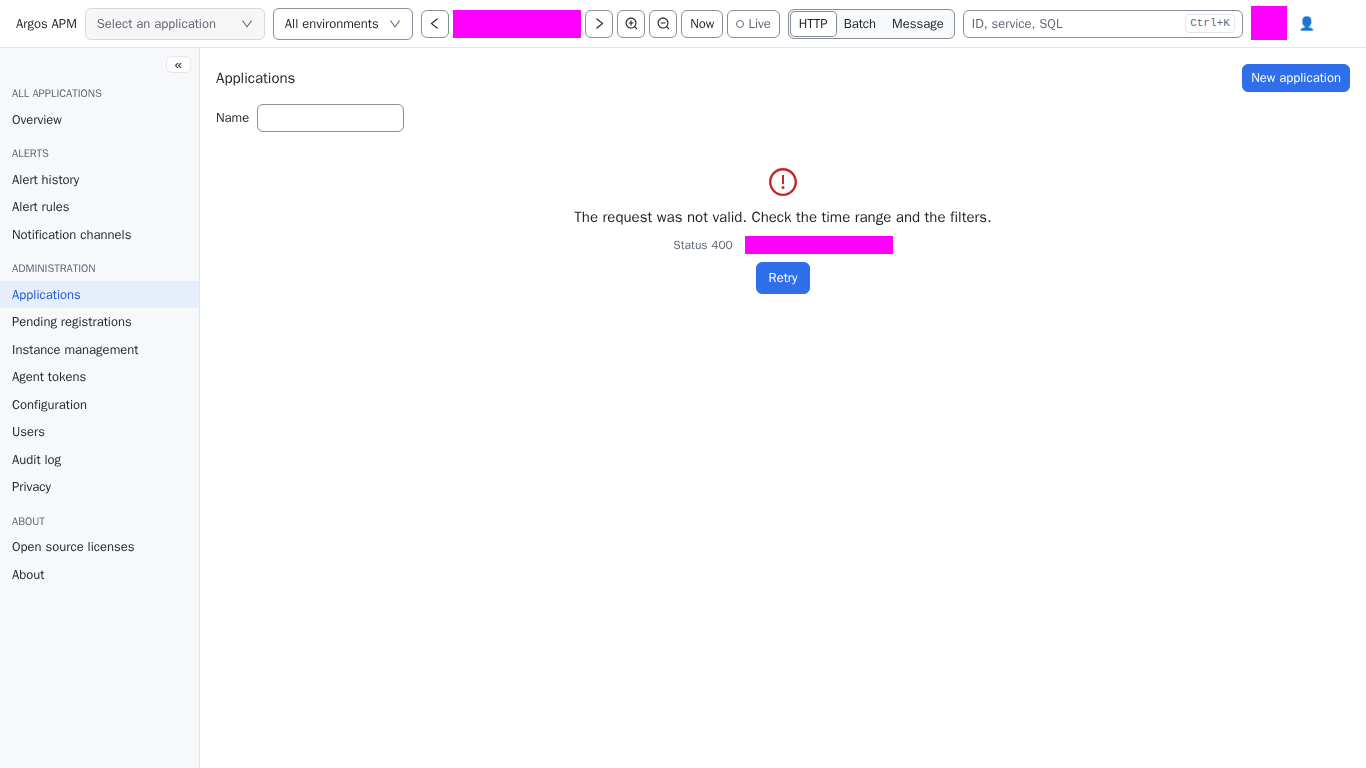 Argos APM
Select an application
All environments
Now
Live
HTTP
Batch
Message
ID, service, SQL
Ctrl+K
«
ALL APPLICATIONS
Overview
ALERTS
Alert history
Alert rules
Notification channels
ADMINISTRATION
Applications
Pending registrations
Instance management
Agent tokens
Configuration
Users
Audit log
Privacy
ABOUT
Open source licenses
About
Applications
New application
Name
The request was not valid. Check the time range and the filters.
Status 400
Retry